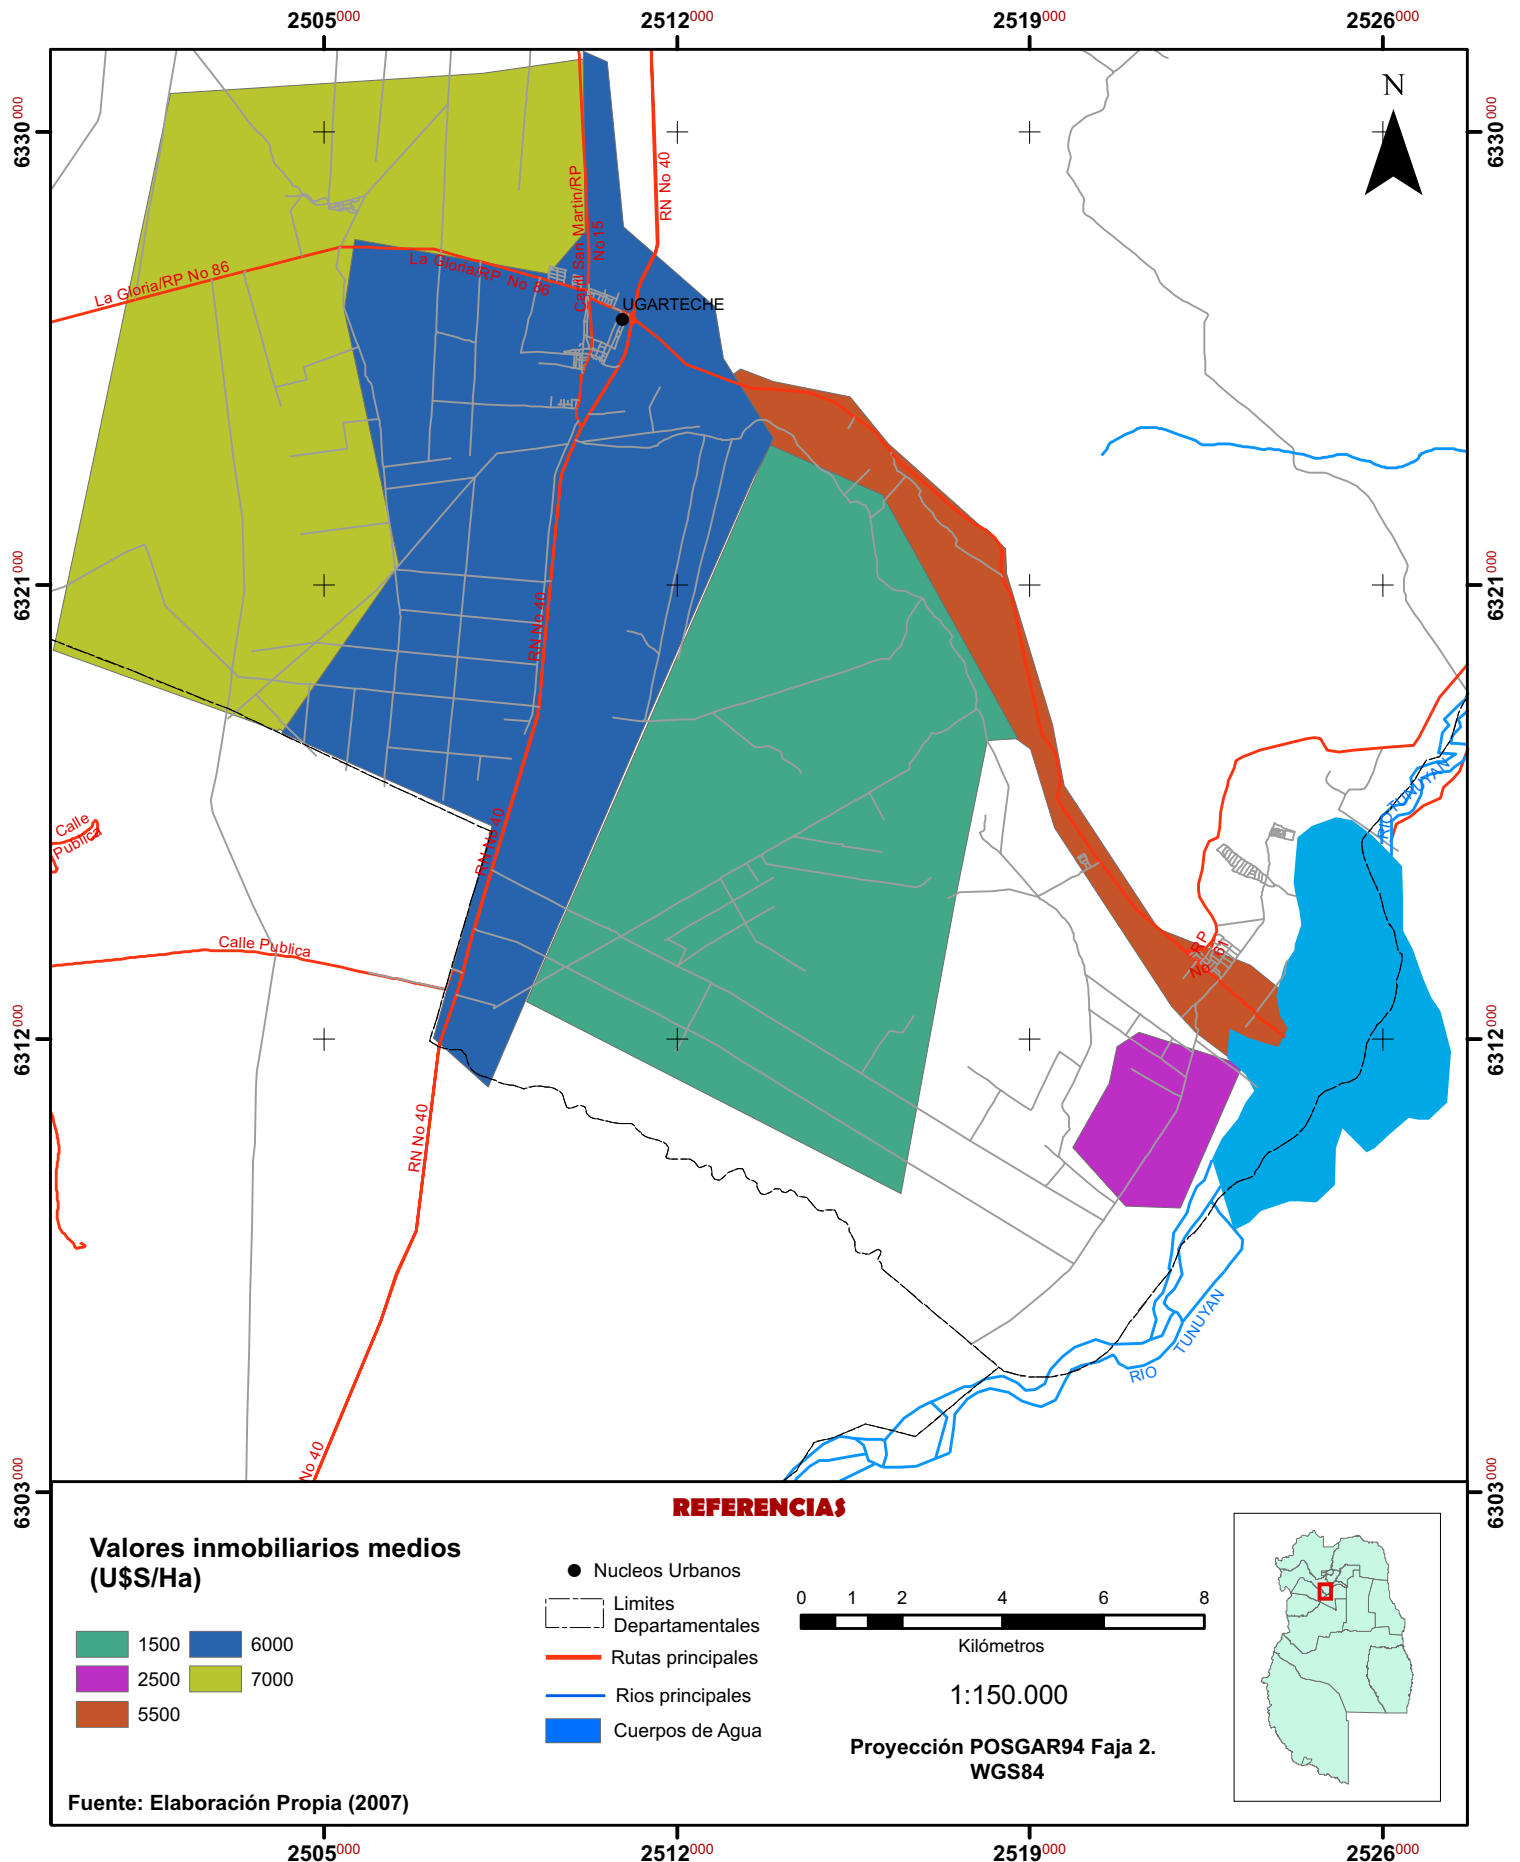 2505000 2512000 2519000 2526000
N
6330000 6330000
RN No 40
Carril San Martin/RP
No15
La Gloria/RP No 86
La Gloria/RP No 86
UGARTECHE
6321000 6321000
RN No 40
RIO TUNUYAN
Calle
Publica
RN No 40
Calle Publica
RP
No 61
6312000 6312000
RN No 40
TUNUYAN
RIO
No 40
6303000 6303000
REFERENCIAS
Valores inmobiliarios medios
(U$S/Ha)
1500 6000
2500 7000
5500
Nucleos Urbanos
Limites
Departamentales
Rutas principales
Rios principales
Cuerpos de Agua
0 1 2 4 6 8
Kilómetros
1:150.000
Proyección POSGAR94 Faja 2.
WGS84
Fuente: Elaboración Propia (2007)
2505000 2512000 2519000 2526000